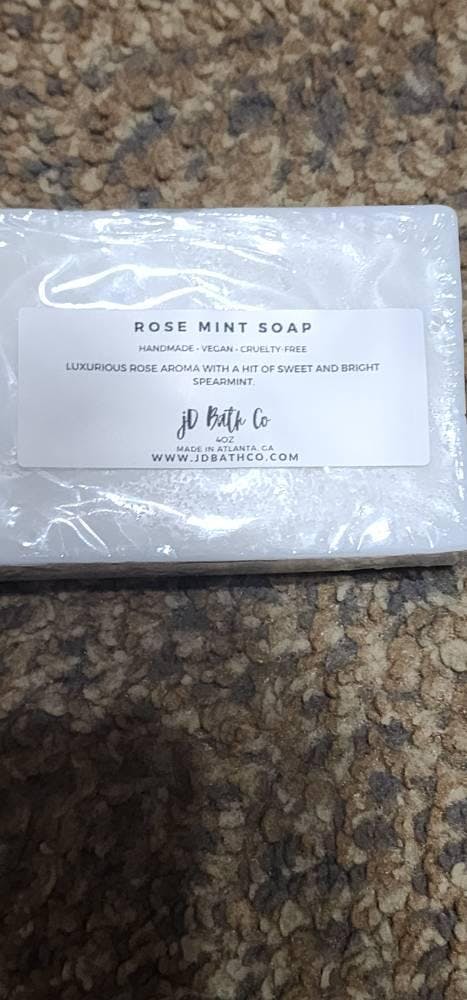 ROSE MINT SOAP
HANDMADE - VEGAN - CRUELTY-FREE
LUXURIOUS ROSE AROMA WITH A HIT OF SWEET AND BRIGHT
SPEARMINT.
jD Bath Co
4OZ
MADE IN ATLANTA, GA
WWW.JDBATHCO.COM